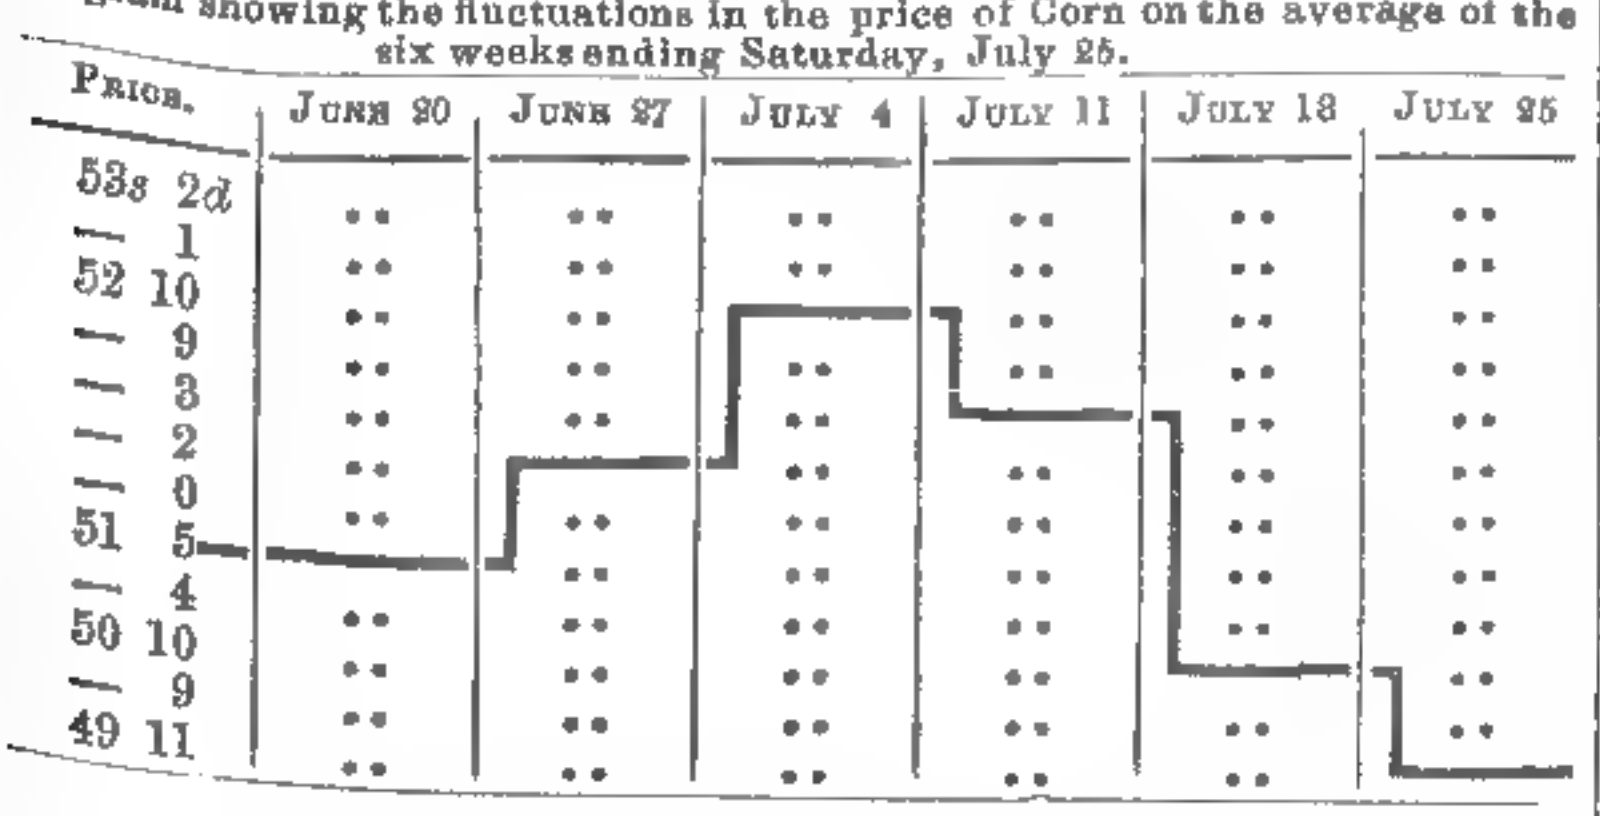 showing the fluctuations in the price of Corn on the average of the
six weeks ending Saturday, July 25.
PRICE. JUNE 20 JUNE 27 JULY 4 JULY 11 JULY 18 JULY 25
53s 2d
— 1
52 10
— 9
— 3
— 2
— 0
51 5
— 4
50 10
— 9
49 11